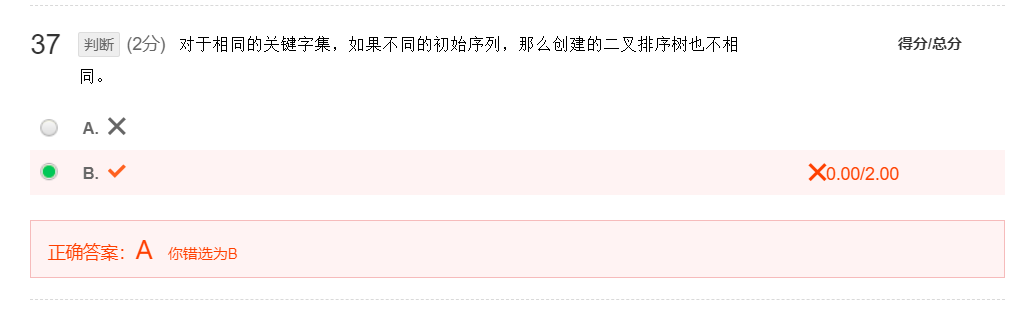 37 判断 (2分) 对于相同的关键字集，如果不同的初始序列，那么创建的二叉排序树也不相 得分/总分
同。
A.
B. 0.00/2.00
正确答案：A 你错选为B